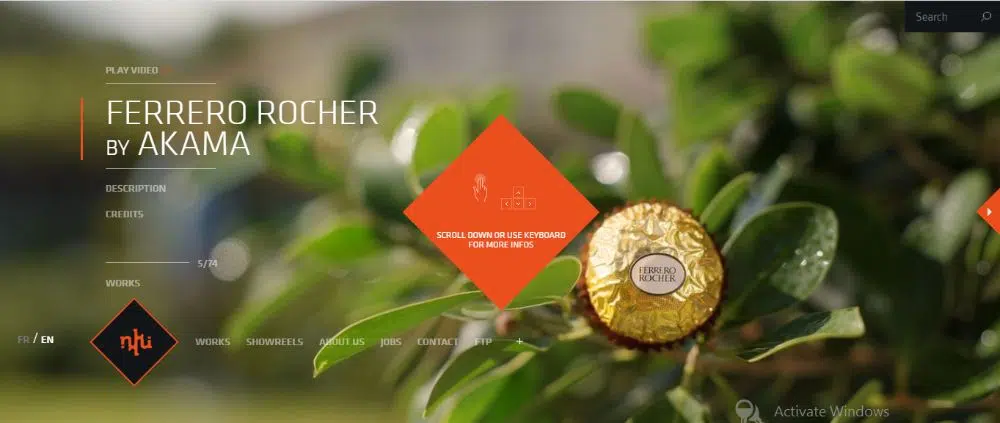 Search
PLAY VIDEO
FERRERO ROCHER
BY AKAMA
DESCRIPTION
CREDITS
SCROLL DOWN OR USE KEYBOARD
FOR MORE INFOS
FERRERO
ROCHER
5/74
WORKS
FR / EN
WORKS SHOWREELS ABOUT US JOBS CONTACT FTP +
Activate Windows